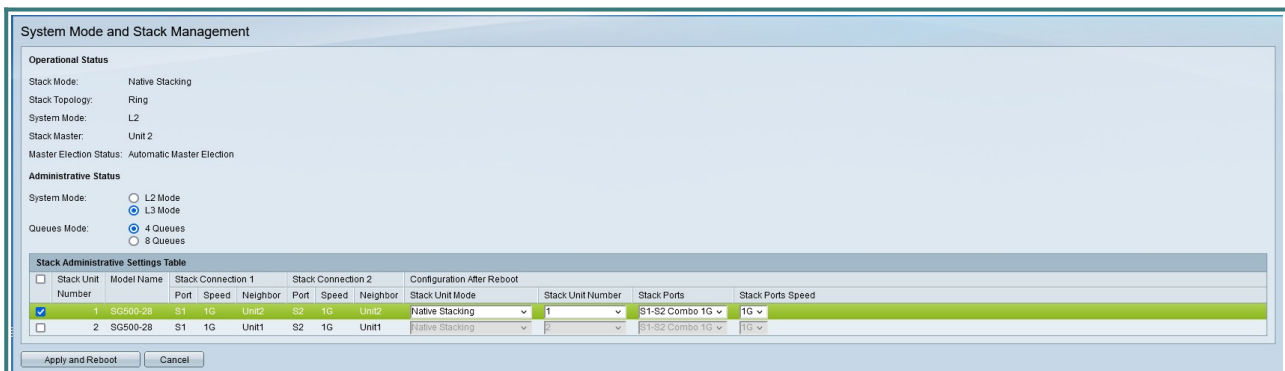 System Mode and Stack Management
Operational Status
Stack Mode: Native Stacking
Stack Topology: Ring
System Mode: L2
Stack Master: Unit 2
Master Election Status: Automatic Master Election
Administrative Status
System Mode: L2 Mode
L3 Mode
Queues Mode: 4 Queues
8 Queues
Stack Administrative Settings Table
Stack Unit Number Model Name Stack Connection 1 Stack Connection 2 Configuration After Reboot
Port Speed Neighbor Port Speed Neighbor Stack Unit Mode Stack Unit Number Stack Ports Stack Ports Speed
1 SG500-28 S1 1G Unit2 S2 1G Unit2 Native Stacking 1 S1-S2 Combo 1G 1G
2 SG500-28 S1 1G Unit1 S2 1G Unit1 Native Stacking 2 S1-S2 Combo 1G 1G
Apply and Reboot Cancel